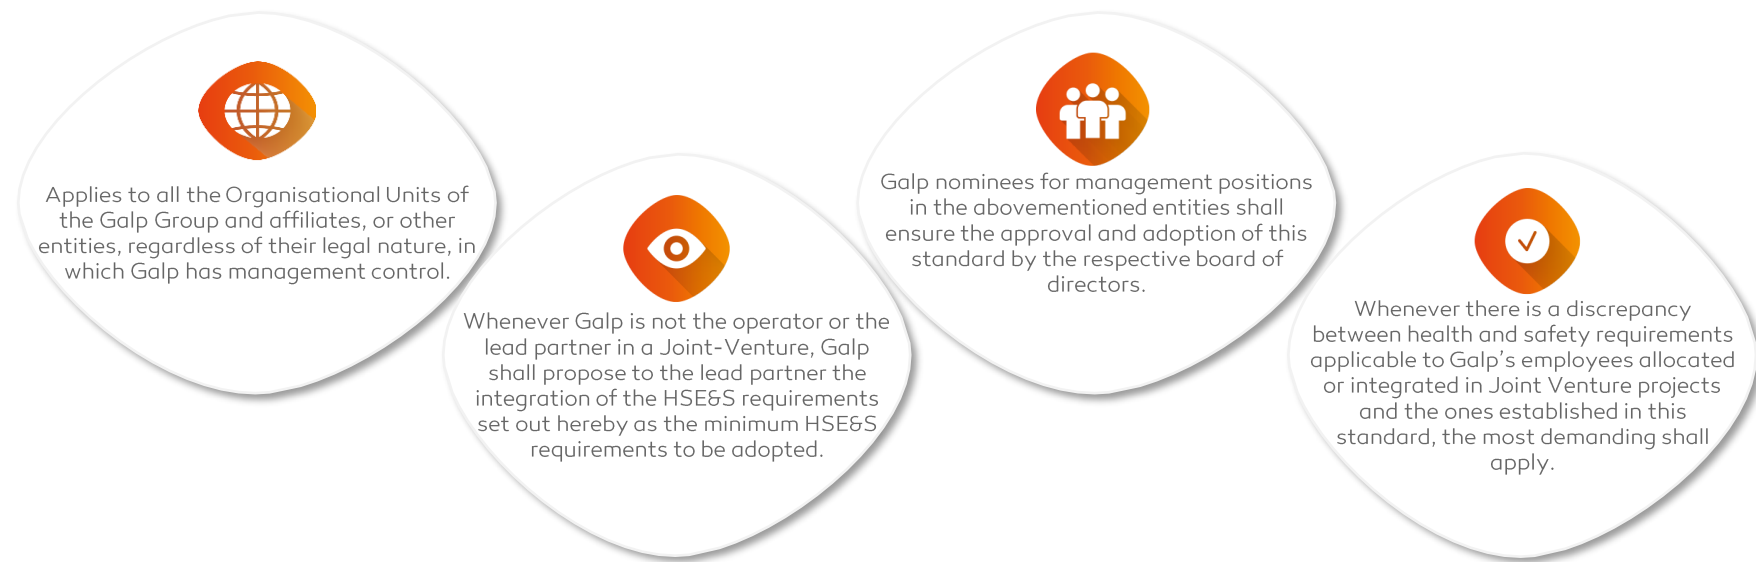 Applies to all the Organisational Units of
the Galp Group and affiliates, or other
entities, regardless of their legal nature, in
which Galp has management control.
Whenever Galp is not the operator or the
lead partner in a Joint-Venture, Galp
shall propose to the lead partner the
integration of the HSE&S requirements
set out hereby as the minimum HSE&S
requirements to be adopted.
Galp nominees for management positions
in the abovementioned entities shall
ensure the approval and adoption of this
standard by the respective board of
directors.
Whenever there is a discrepancy
between health and safety requirements
applicable to Galp’s employees allocated
or integrated in Joint Venture projects
and the ones established in this
standard, the most demanding shall
apply.